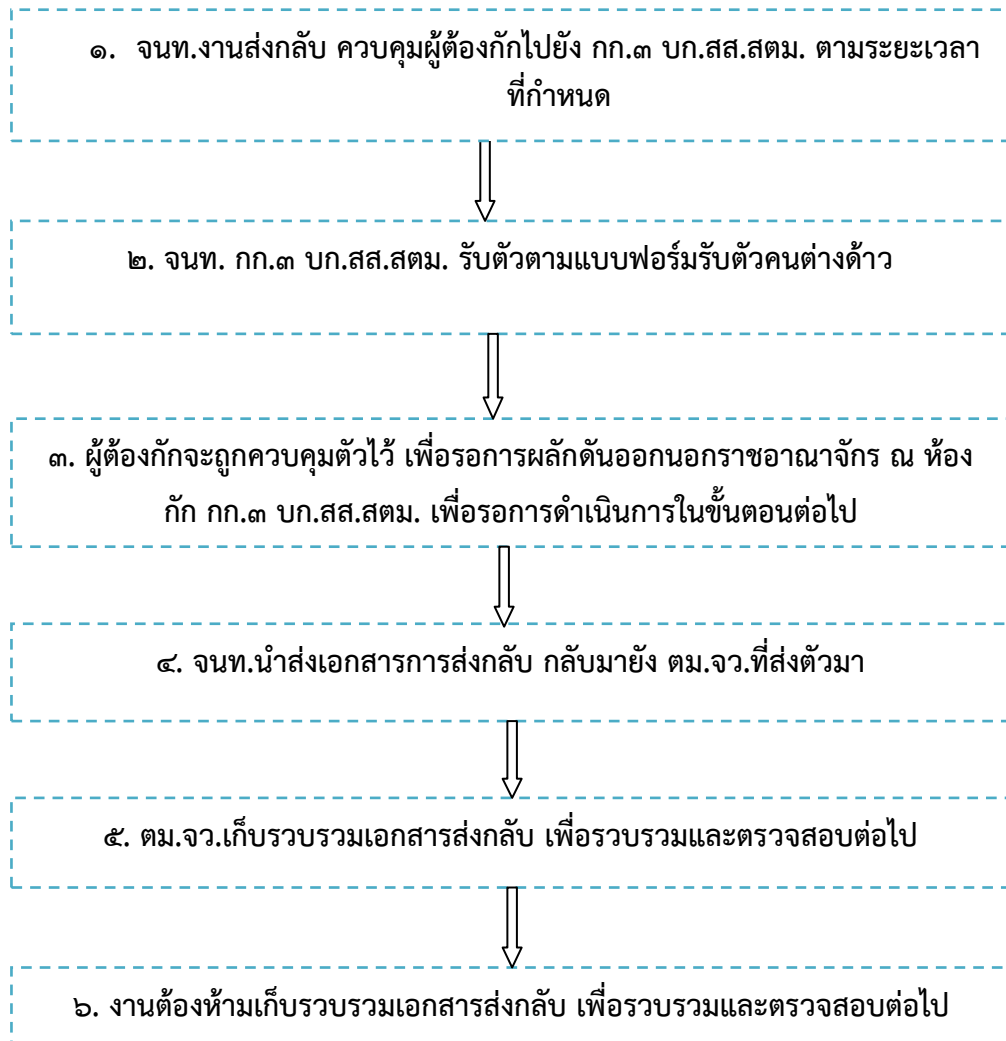 ๑. จนท.งานส่งกลับ ควบคุมผู้ต้องกักไปยัง กก.๓ บก.สส.สตม. ตามระยะเวลา
ที่กำหนด
๒. จนท. กก.๓ บก.สส.สตม. รับตัวตามแบบฟอร์มรับตัวคนต่างด้าว
๓. ผู้ต้องกักจะถูกควบคุมตัวไว้ เพื่อรอการผลักดันออกนอกราชอาณาจักร ณ ห้อง
กัก กก.๓ บก.สส.สตม. เพื่อรอการดำเนินการในขั้นตอนต่อไป
๔. จนท.นำส่งเอกสารการส่งกลับ กลับมายัง ตม.จว.ที่ส่งตัวมา
๕. ตม.จว.เก็บรวบรวมเอกสารส่งกลับ เพื่อรวบรวมและตรวจสอบต่อไป
๖. งานต้องห้ามเก็บรวบรวมเอกสารส่งกลับ เพื่อรวบรวมและตรวจสอบต่อไป